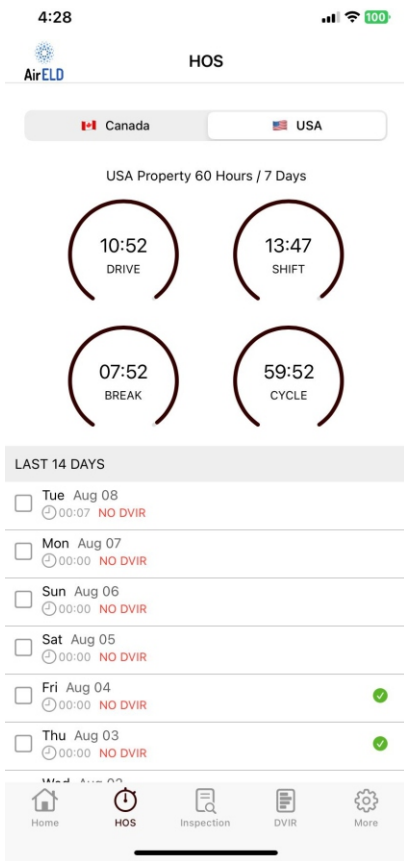 4:28
100
AirELD
HOS
Canada
USA
USA Property 60 Hours / 7 Days
10:52
DRIVE
13:47
SHIFT
07:52
BREAK
59:52
CYCLE
LAST 14 DAYS
Tue Aug 08
00:07 NO DVIR
Mon Aug 07
00:00 NO DVIR
Sun Aug 06
00:00 NO DVIR
Sat Aug 05
00:00 NO DVIR
Fri Aug 04
00:00 NO DVIR
Thu Aug 03
00:00 NO DVIR
Wed Aug 02
Home
HOS
Inspection
DVIR
More